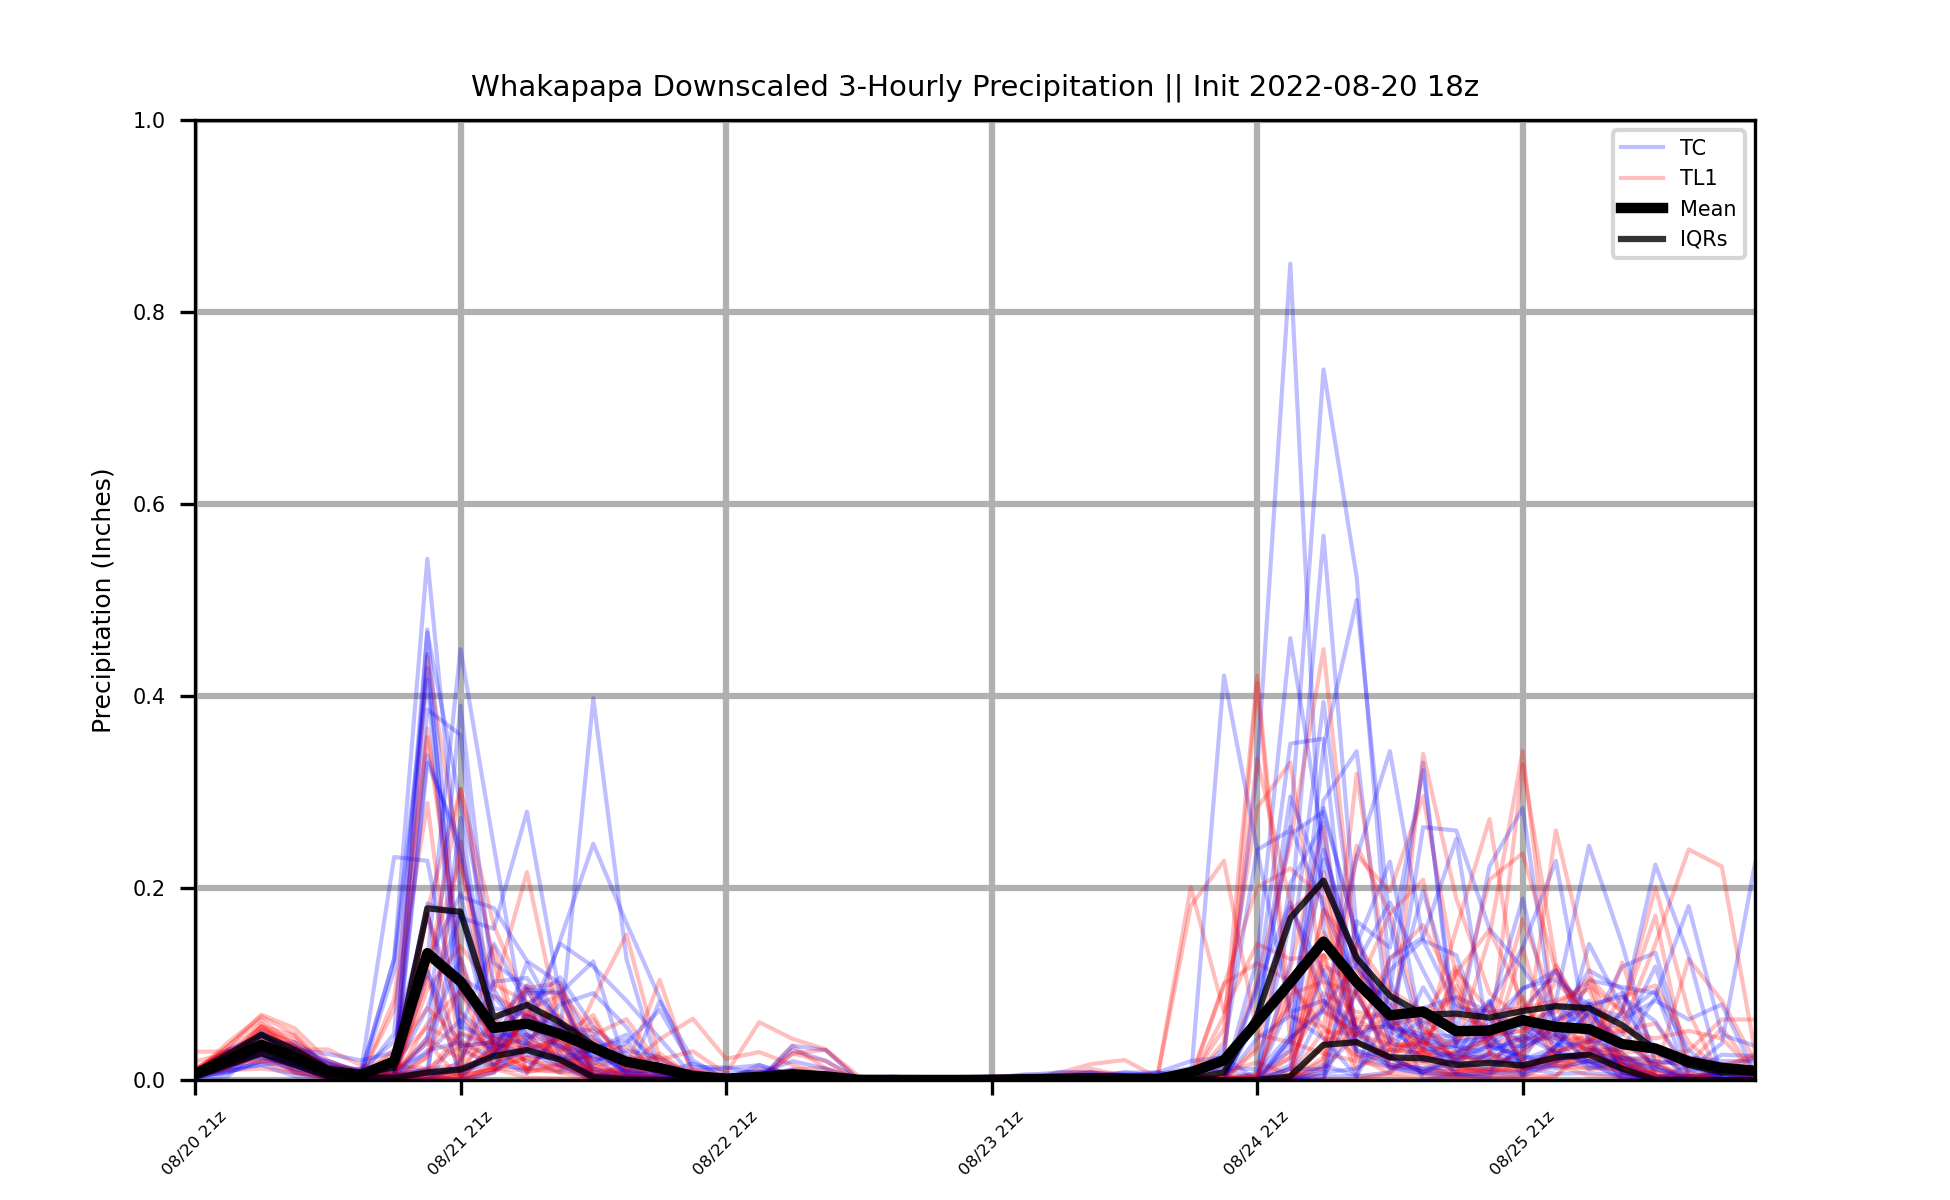 Whakapapa Downscaled 3-Hourly Precipitation || Init 2022-08-20 18z
1.0
0.8
0.6
0.4
0.2
0.0
Precipitation (Inches)
TC
TL1
Mean
IQRs
08/20 21z
08/21 21z
08/22 21z
08/23 21z
08/24 21z
08/25 21z